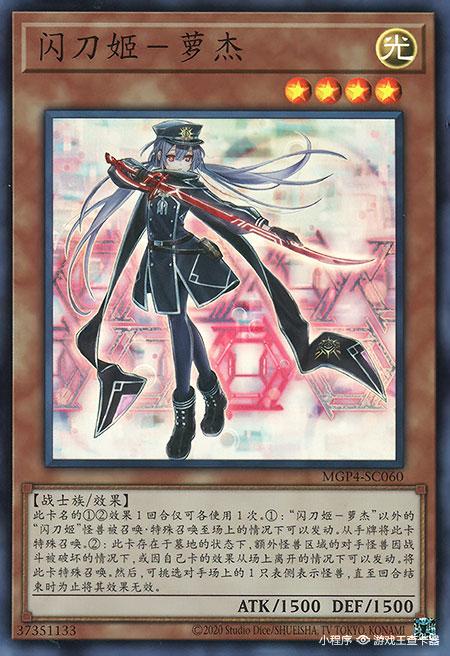 闪刀姬－萝杰
光
MGP4-SC060
【战士族/效果】
此卡名的①②效果1回合仅可各使用1次。①：“闪刀姬－萝杰”以外的
“闪刀姬”怪兽被召唤·特殊召唤至场上的情况下可以发动。从手牌将此卡
特殊召唤。②：此卡存在于墓地的状态下，额外怪兽区域的对手怪兽因战
斗被破坏的情况下，或因自己卡的效果从场上离开的情况下可以发动。将
此卡特殊召唤。然后，可挑选对手场上的1只表侧表示怪兽，直至回合结
束时为止将其效果无效。
ATK/1500 DEF/1500
37351133
©2020 Studio Dice/SHUEISHA, TV TOKYO, KONAMI
小程序 游戏王查卡器